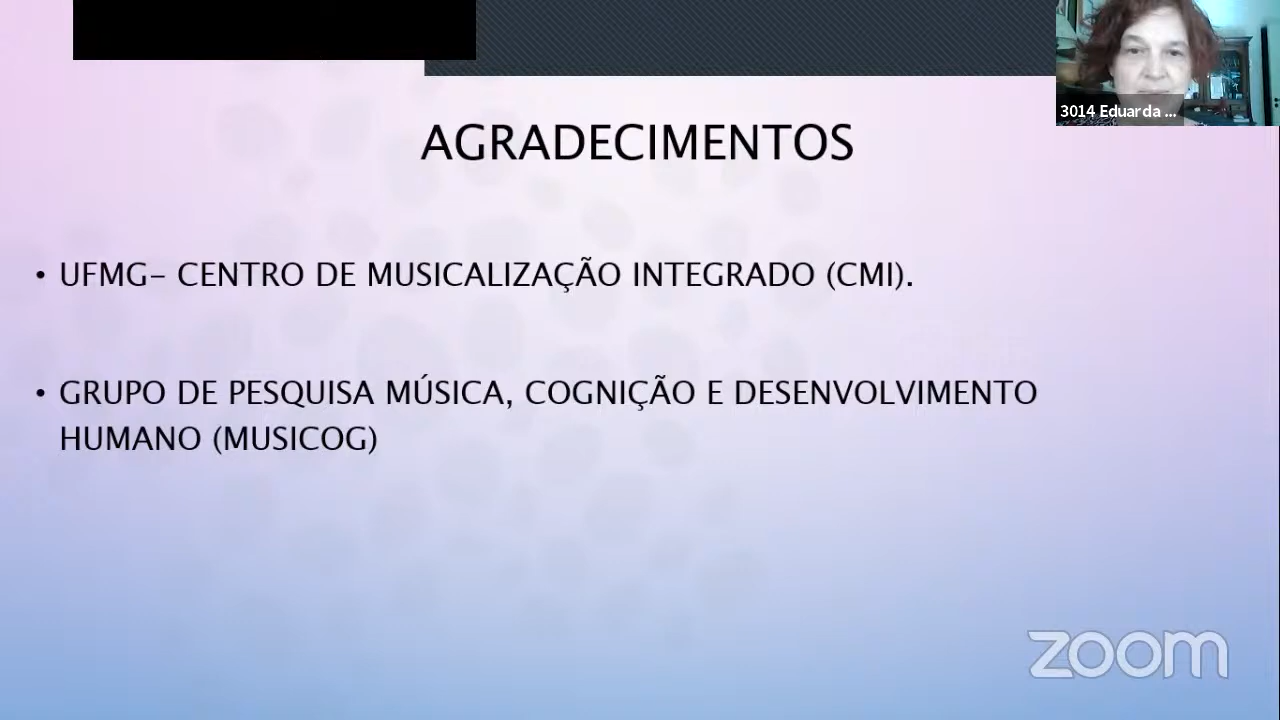 3014 Eduarda ...
AGRADECIMENTOS
• UFMG- CENTRO DE MUSICALIZAÇÃO INTEGRADO (CMI).
• GRUPO DE PESQUISA MÚSICA, COGNIÇÃO E DESENVOLVIMENTO
HUMANO (MUSICOG)
zoom